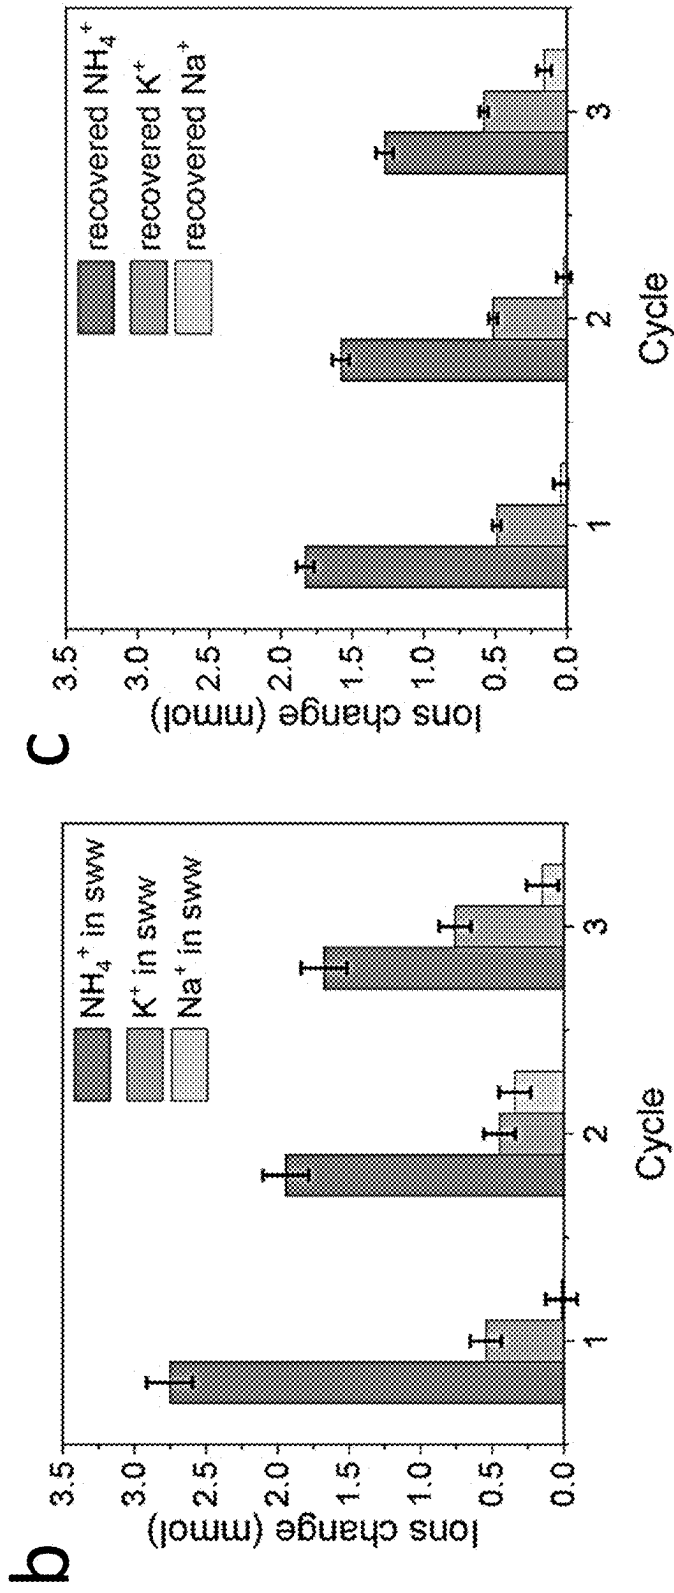 b
Ions change (mmol)
3.5
3.0
2.5
2.0
1.5
1.0
0.5
0.0
NH₄⁺ in sww
K⁺ in sww
Na⁺ in sww
1
2
3
Cycle
c
Ions change (mmol)
3.5
3.0
2.5
2.0
1.5
1.0
0.5
0.0
recovered NH₄⁺
recovered K⁺
recovered Na⁺
1
2
3
Cycle